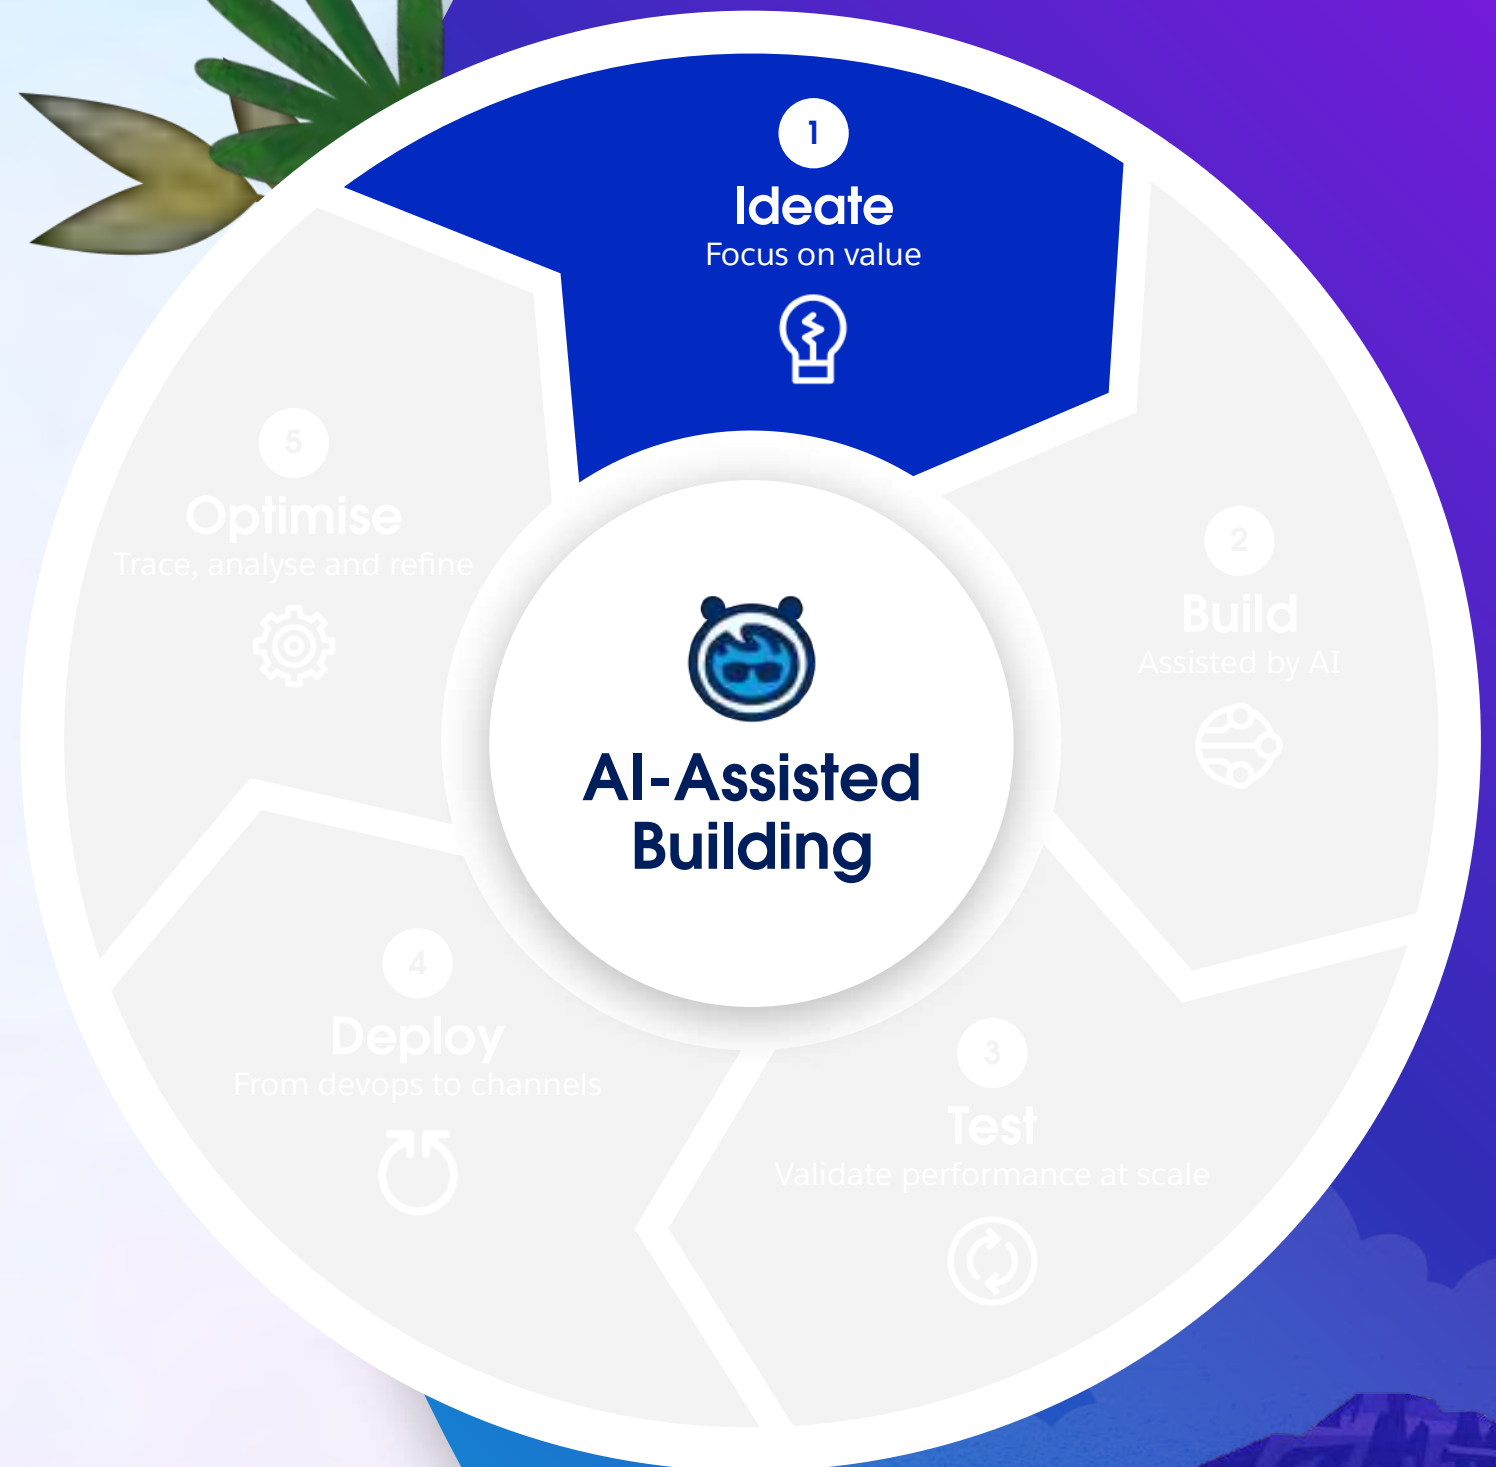 1
Ideate
Focus on value
2
Build
Assisted by AI
3
Test
Validate performance at scale
4
Deploy
From devops to channels
5
Optimise
Trace, analyse and refine
AI-Assisted
Building